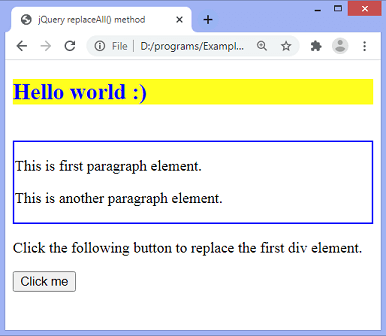 jQuery replaceAll() method
File | D:/programs/Exampl...
Hello world :)
This is first paragraph element.
This is another paragraph element.
Click the following button to replace the first div element.
Click me